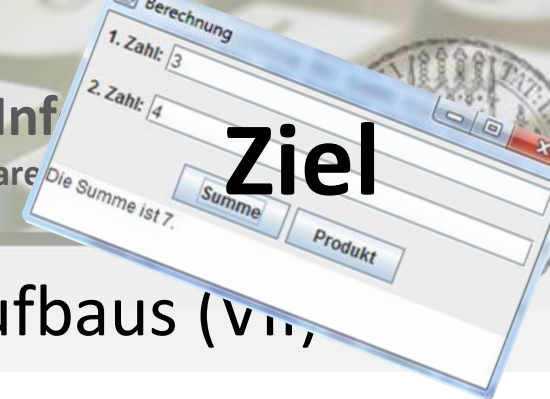 Berechnung
1. Zahl: 3
2. Zahl: 4
Ziel
Summe
Produkt
Die Summe ist 7.
Inf
are
ufbaus (VII)